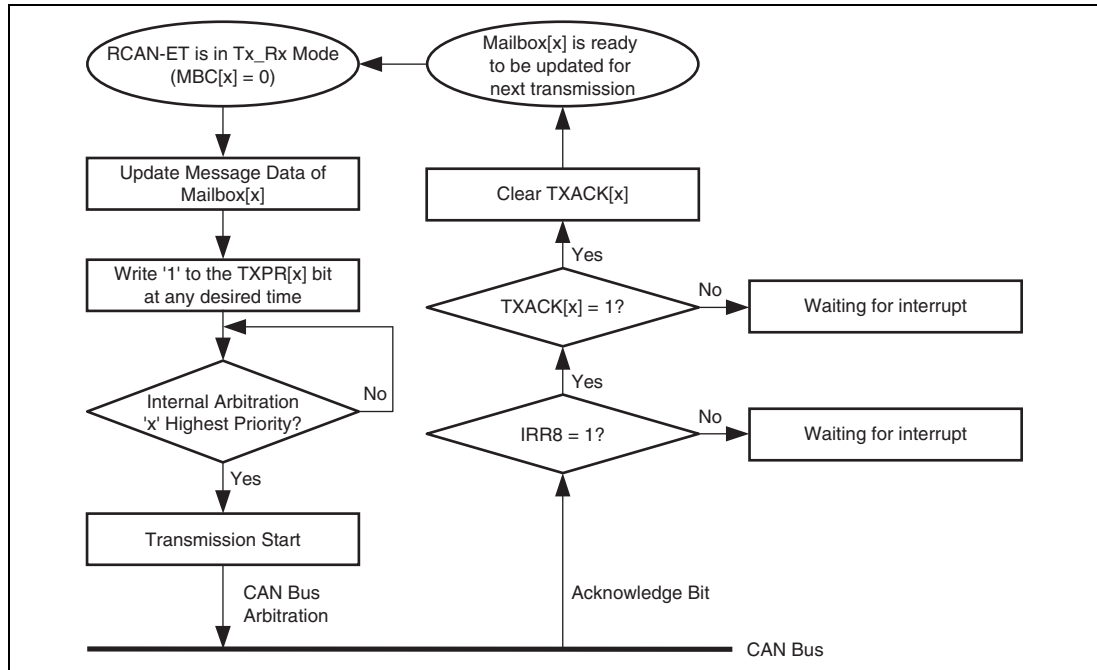 RCAN-ET is in Tx_Rx Mode
(MBC[x] = 0)
Mailbox[x] is ready
to be updated for
next transmission
Update Message Data of
Mailbox[x]
Clear TXACK[x]
Yes
Write '1' to the TXPR[x] bit
at any desired time
TXACK[x] = 1?
No
Waiting for interrupt
Yes
Internal Arbitration
'x' Highest Priority?
No
IRR8 = 1?
No
Waiting for interrupt
Yes
Transmission Start
CAN Bus
Arbitration
Acknowledge Bit
CAN Bus